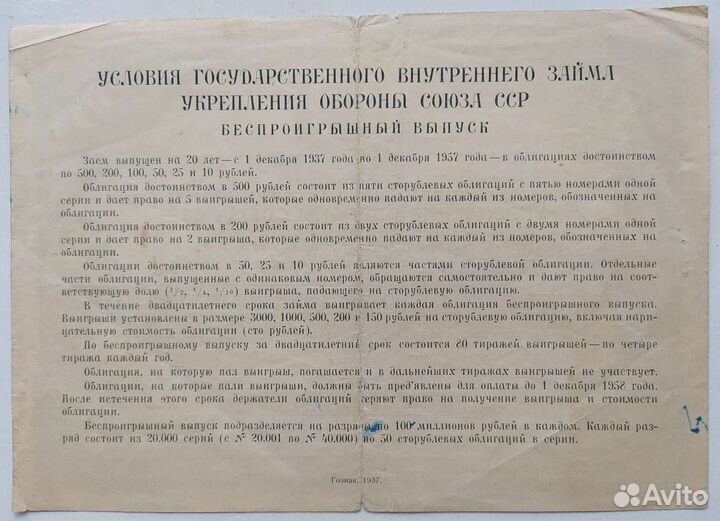 УСЛОВИЯ ГОСУДАРСТВЕННОГО ВНУТРЕННЕГО ЗАЙМА
УКРЕПЛЕНИЯ ОБОРОНЫ СОЮЗА ССР
БЕСПРОИГРЫШНЫЙ ВЫПУСК
Заем выпущен на 20 лет—с 1 декабря 1937 года по 1 декабря 1957 года—в облигациях достоинством
по 500, 200, 100, 50, 25 и 10 рублей.
Облигация достоинством в 500 рублей состоит из пяти сторублевых облигаций с пятью номерами одной
серии и дает право на 5 выигрышей, которые одновременно падают на каждый из номеров, обозначенных на
облигации.
Облигация достоинством в 200 рублей состоит из двух сторублевых облигаций с двумя номерами одной
серии и дает право на 2 выигрыша, которые одновременно падают на каждый из номеров, обозначенных на
облигации.
Облигации достоинством в 50, 25 и 10 рублей являются частями сторублевой облигации. Отдельные
части облигации, выпущенные с одинаковым номером, обращаются самостоятельно и дают право на соот-
ветствующую долю (1/2, 1/4, 1/10) выигрыша, падающего на сторублевую облигацию.
В течение двадцатилетнего срока займа выигрывает каждая облигация беспроигрышного выпуска.
Выигрыши установлены в размере 3000, 1000, 500, 200 и 150 рублей на сторублевую облигацию, включая нари-
цательную стоимость облигации (сто рублей).
По беспроигрышному выпуску за двадцатилетний срок состоится 80 тиражей выигрышей—по четыре
тиража каждый год.
Облигация, на которую пал выигрыш, погашается и в дальнейших тиражах выигрышей не участвует.
Облигации, на которые пали выигрыши, должны быть пред'явлены для оплаты до 1 декабря 1958 года.
После истечения этого срока держатели облигаций теряют право на получение выигрыша и стоимости
облигации.
Беспроигрышный выпуск подразделяется на разряды по 100 миллионов рублей в каждом. Каждый раз-
ряд состоит из 20.000 серий (с № 20.001 по № 40.000) по 50 сторублевых облигаций в серии.
Гознак. 1937.
Avito